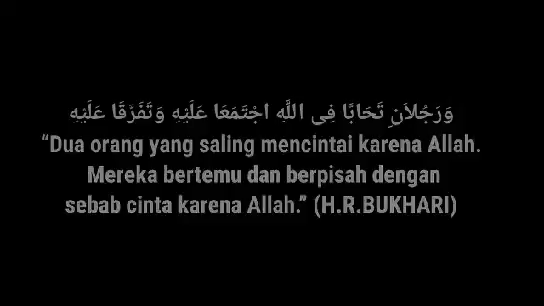 وَرَجُلاَنِ تَحَابَّا فِى اللَّهِ اجْتَمَعَا عَلَيْهِ وَتَفَرَّقَا عَلَيْهِ
“Dua orang yang saling mencintai karena Allah.
Mereka bertemu dan berpisah dengan
sebab cinta karena Allah.” (H.R.BUKHARI)